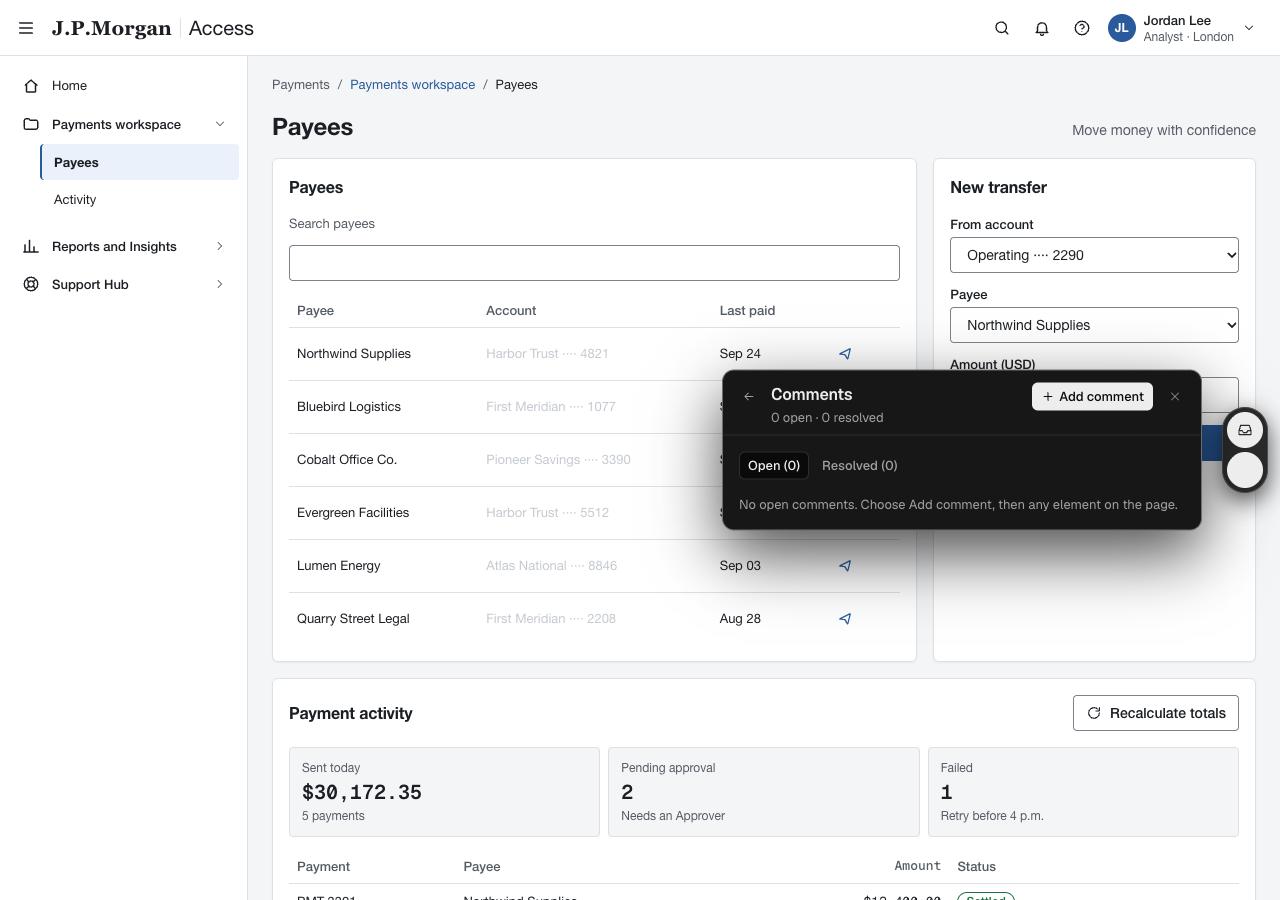 J.P.Morgan Access
JL
Jordan Lee
Analyst · London
Home
Payments workspace
Payees
Activity
Reports and Insights
Support Hub
Payments / Payments workspace / Payees
Payees
Move money with confidence
Payees
Search payees
Payee Account Last paid
Northwind Supplies Harbor Trust ···· 4821 Sep 24
Bluebird Logistics First Meridian ···· 1077
Cobalt Office Co. Pioneer Savings ···· 3390
Evergreen Facilities Harbor Trust ···· 5512
Lumen Energy Atlas National ···· 8846 Sep 03
Quarry Street Legal First Meridian ···· 2208 Aug 28
New transfer
From account
Operating ···· 2290
Payee
Northwind Supplies
Amount (USD)
Comments
0 open · 0 resolved
Add comment
Open (0) Resolved (0)
No open comments. Choose Add comment, then any element on the page.
Payment activity
Recalculate totals
Sent today
$30,172.35
5 payments
Pending approval
2
Needs an Approver
Failed
1
Retry before 4 p.m.
Payment Payee Amount Status
Northwind Supplies Settled